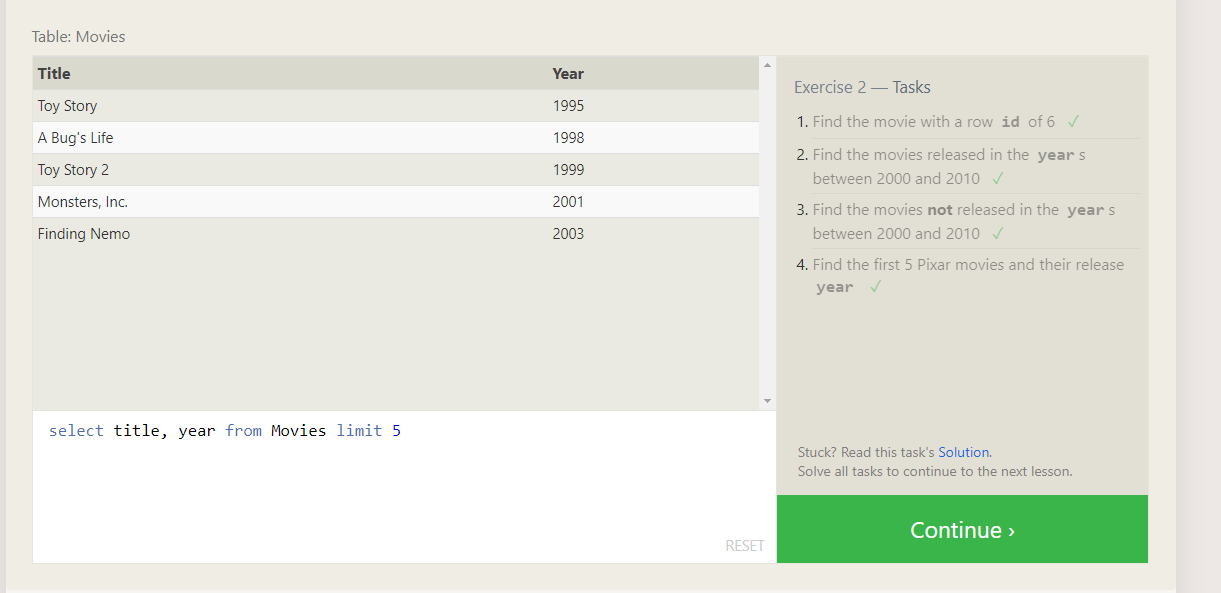 Table: Movies
Title Year
Toy Story 1995
A Bug's Life 1998
Toy Story 2 1999
Monsters, Inc. 2001
Finding Nemo 2003
select title, year from Movies limit 5
RESET
Exercise 2 — Tasks
1. Find the movie with a row id of 6 ✓
2. Find the movies released in the year s
between 2000 and 2010 ✓
3. Find the movies not released in the year s
between 2000 and 2010 ✓
4. Find the first 5 Pixar movies and their release
year ✓
Stuck? Read this task's Solution.
Solve all tasks to continue to the next lesson.
Continue ›